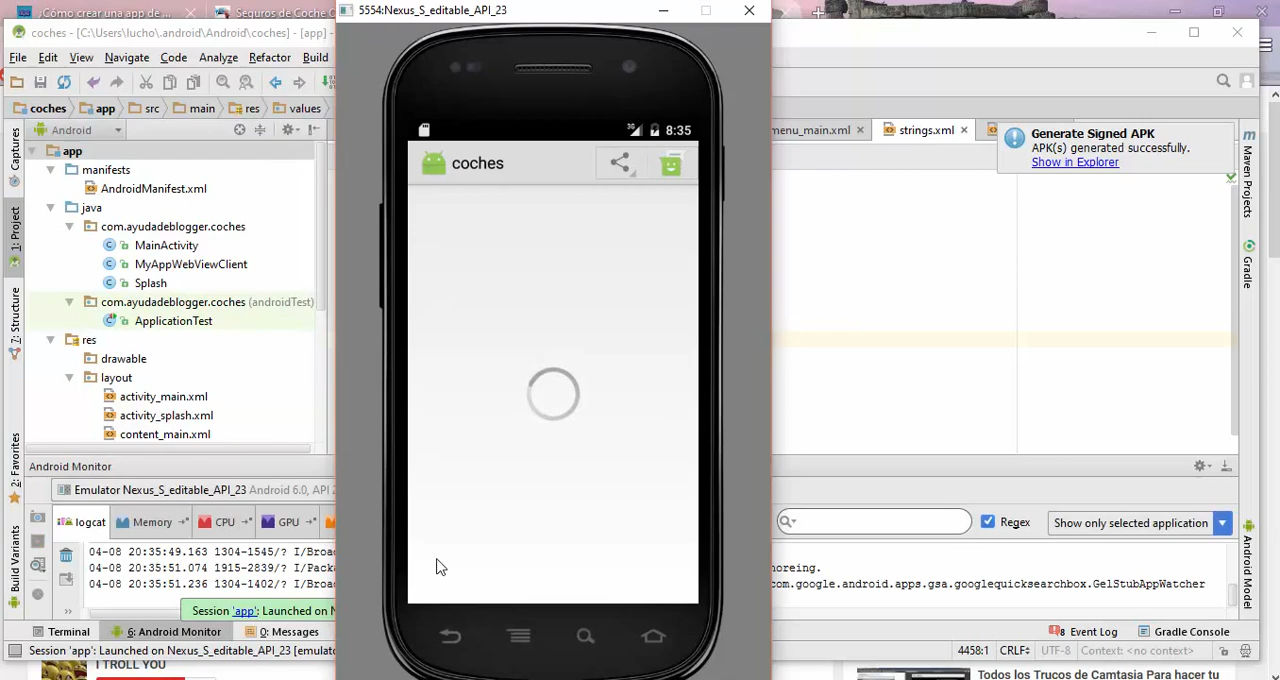 ¿Cómo crear una app de
Seguros de Coche C
5554:Nexus_S_editable_API_23
coches - [C:\Users\lucho\.android\Android\coches] - [app]
File Edit View Navigate Code Analyze Refactor Build
coches app src main res values
Android
app
manifests
AndroidManifest.xml
java
com.ayudadeblogger.coches
MainActivity
MyAppWebViewClient
Splash
com.ayudadeblogger.coches (androidTest)
ApplicationTest
res
drawable
layout
activity_main.xml
activity_splash.xml
content_main.xml
Captures
1: Project
7: Structure
2: Favorites
Build Variants
8:35
coches
menu_main.xml strings.xml
Generate Signed APK
APK(s) generated successfully.
Show in Explorer
Maven Projects
Gradle
Android Model
Android Monitor
Emulator Nexus_S_editable_API_23 Android 6.0, API 2
logcat Memory CPU GPU
Regex Show only selected application
04-08 20:35:49.163 1304-1545/? I/Broa
04-08 20:35:51.074 1915-2839/? I/Pack
04-08 20:35:51.236 1304-1402/? I/Broa
noreing.
com.google.android.apps.gsa.googlequicksearchbox.GelStubAppWatcher
Session 'app': Launched on N
Terminal 6: Android Monitor 0: Messages
8 Event Log Gradle Console
Session 'app': Launched on Nexus_S_editable_API_23 [emulato
4458:1 CRLF UTF-8 Context: <no context>
I TROLL YOU
Todos los Trucos de Camtasia Para hacer tu